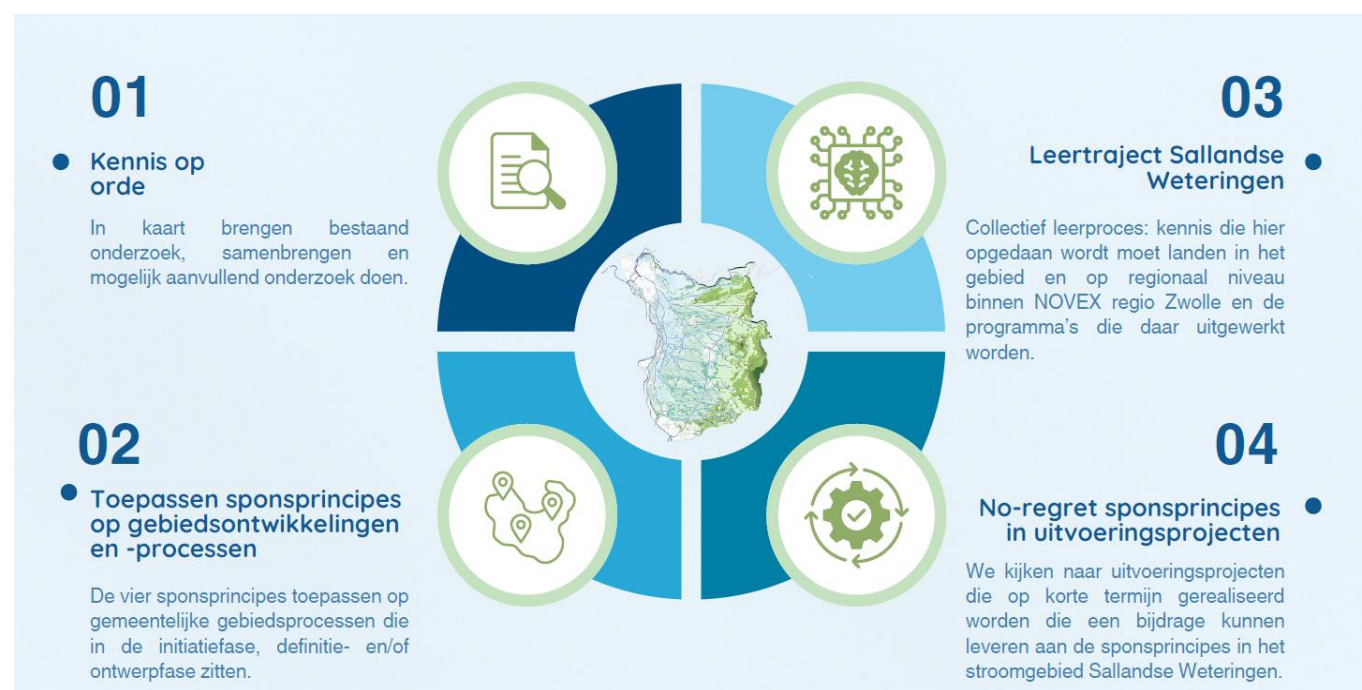 01
Kennis op
orde
In kaart brengen bestaand
onderzoek, samenbrengen en
mogelijk aanvullend onderzoek doen.
02
Toepassen sponsprincipes
op gebiedsontwikkelingen
en -processen
De vier sponsprincipes toepassen op
gemeentelijke gebiedsprocessen die
in de initiatiefase, definitie- en/of
ontwerpfase zitten.
03
Leertraject Sallandse
Weteringen
Collectief leerproces: kennis die hier
opgedaan wordt moet landen in het
gebied en op regionaal niveau
binnen NOVEX regio Zwolle en de
programma's die daar uitgewerkt
worden.
04
No-regret sponsprincipes
in uitvoeringsprojecten
We kijken naar uitvoeringsprojecten
die op korte termijn gerealiseerd
worden die een bijdrage kunnen
leveren aan de sponsprincipes in het
stroomgebied Sallandse Weteringen.